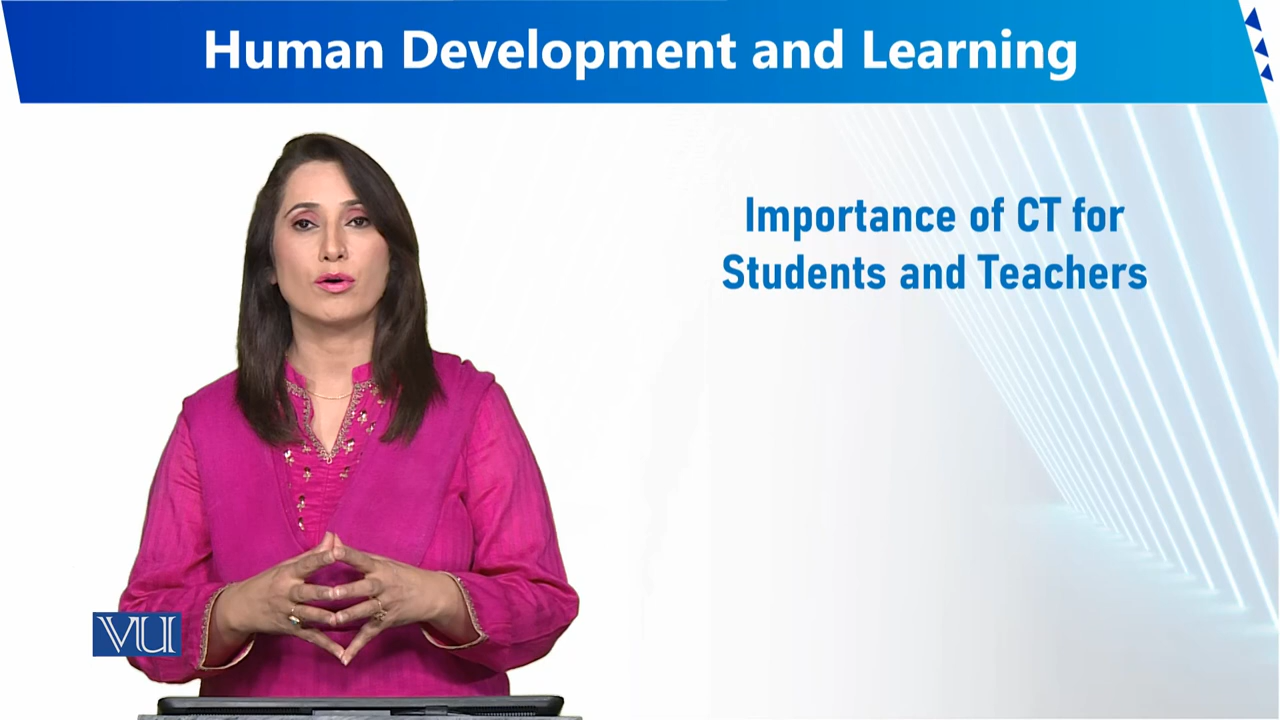 Human Development and Learning
Importance of CT for
Students and Teachers
VU